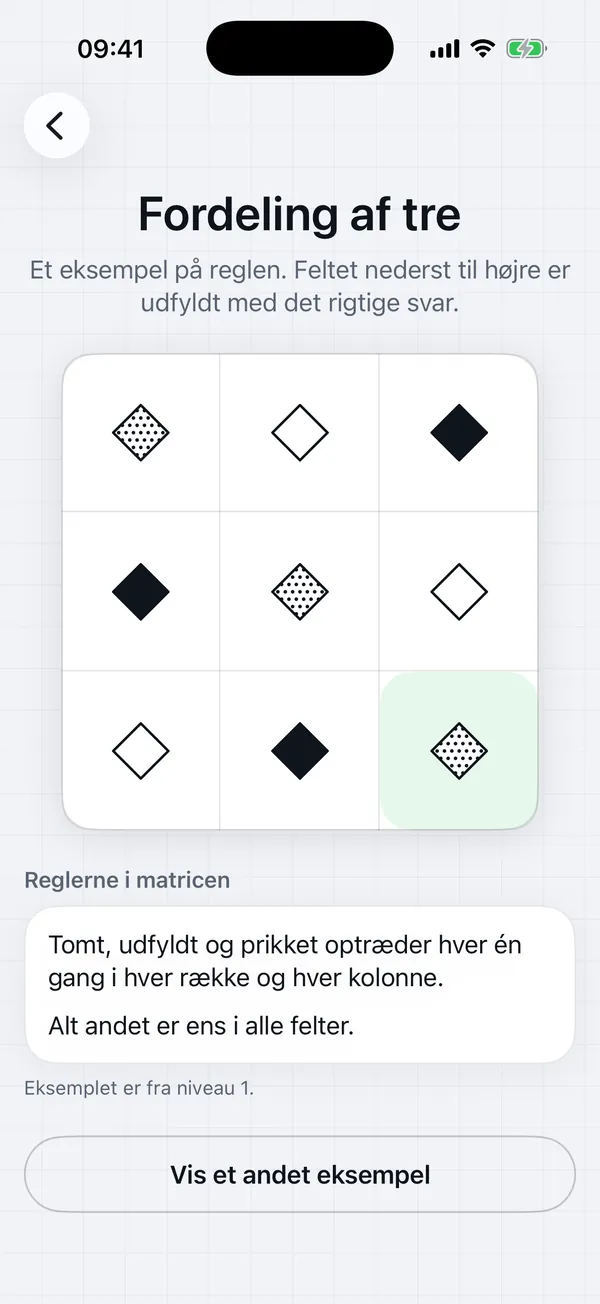 09:41
Fordeling af tre
Et eksempel på reglen. Feltet nederst til højre er
udfyldt med det rigtige svar.
Reglerne i matricen
Tomt, udfyldt og prikket optræder hver én
gang i hver række og hver kolonne.
Alt andet er ens i alle felter.
Eksemplet er fra niveau 1.
Vis et andet eksempel